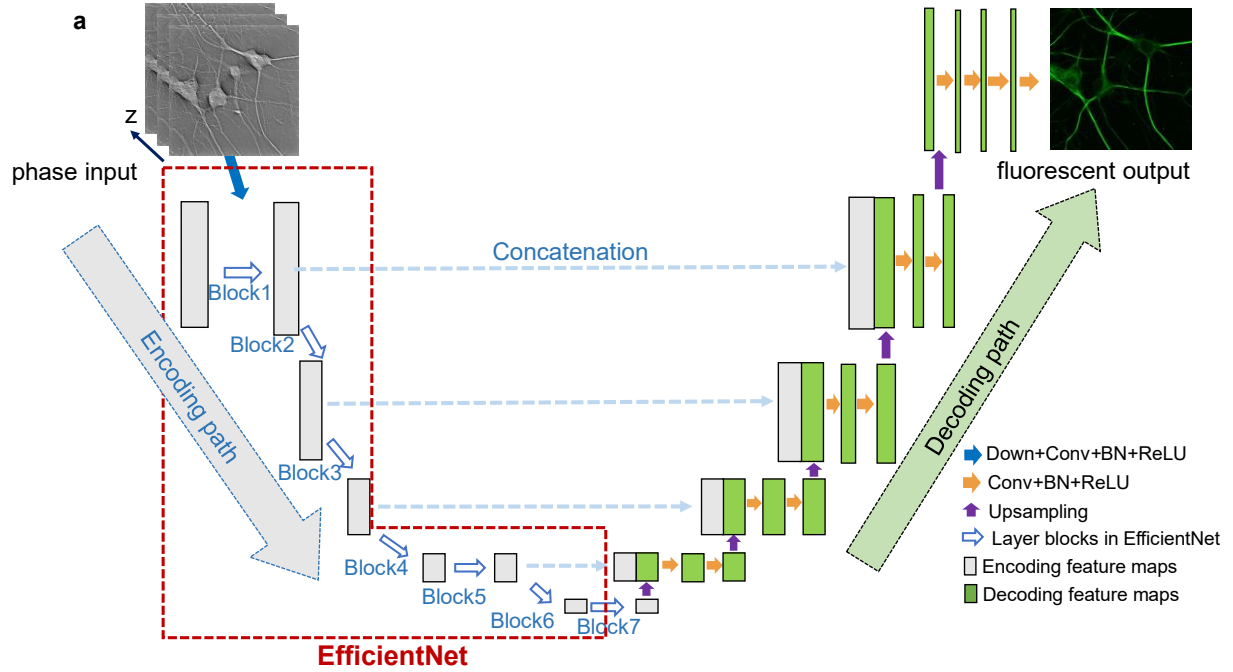 a
z
phase input
fluorescent output
Concatenation
Block1
Block2
Encoding path
Decoding path
Block3
Down+Conv+BN+ReLU
Conv+BN+ReLU
Upsampling
Layer blocks in EfficientNet
Encoding feature maps
Decoding feature maps
Block4
Block5
Block6
Block7
EfficientNet